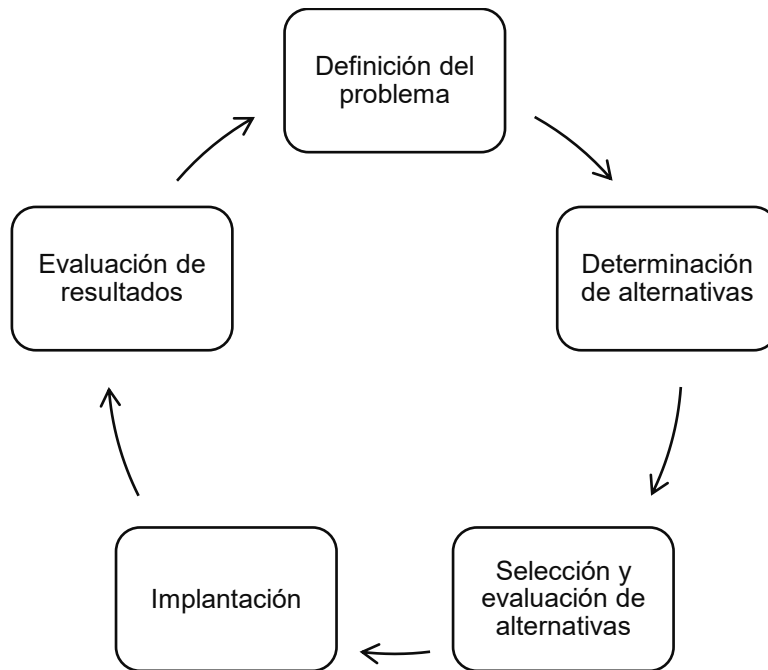 Definición del
problema
Determinación
de alternativas
Selección y
evaluación de
alternativas
Implantación
Evaluación de
resultados